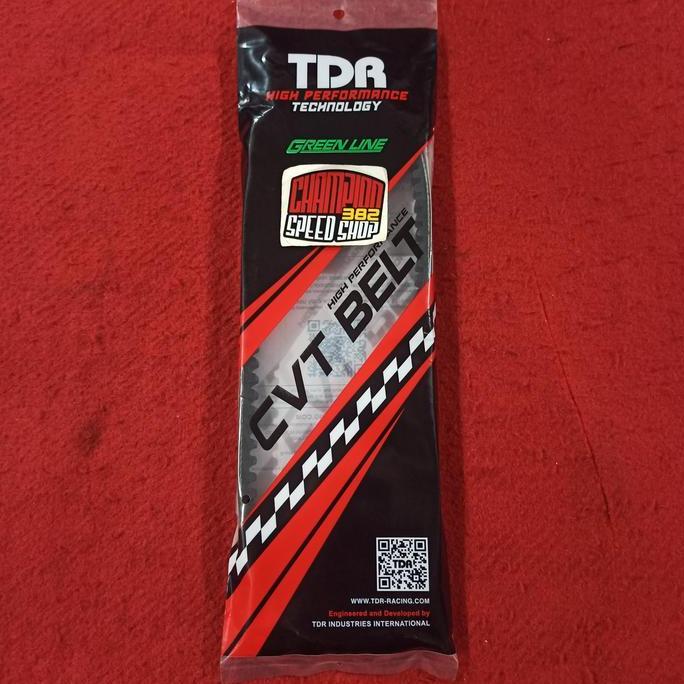 TDR
HIGH PERFORMANCE
TECHNOLOGY
GREEN LINE
CHAMPION
382
SPEED SHOP
HIGH PERFORMANCE
CVT BELT
TDR
WWW.TDR-RACING.COM
Engineered and Developed by
TDR INDUSTRIES INTERNATIONAL